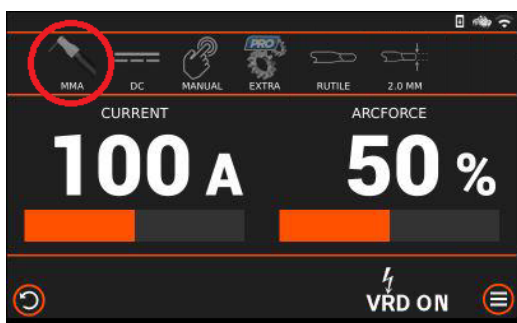 PRO
MMA DC MANUAL EXTRA RUTILE 2.0 MM
CURRENT ARCFORCE
100 A 50 %
VRD ON